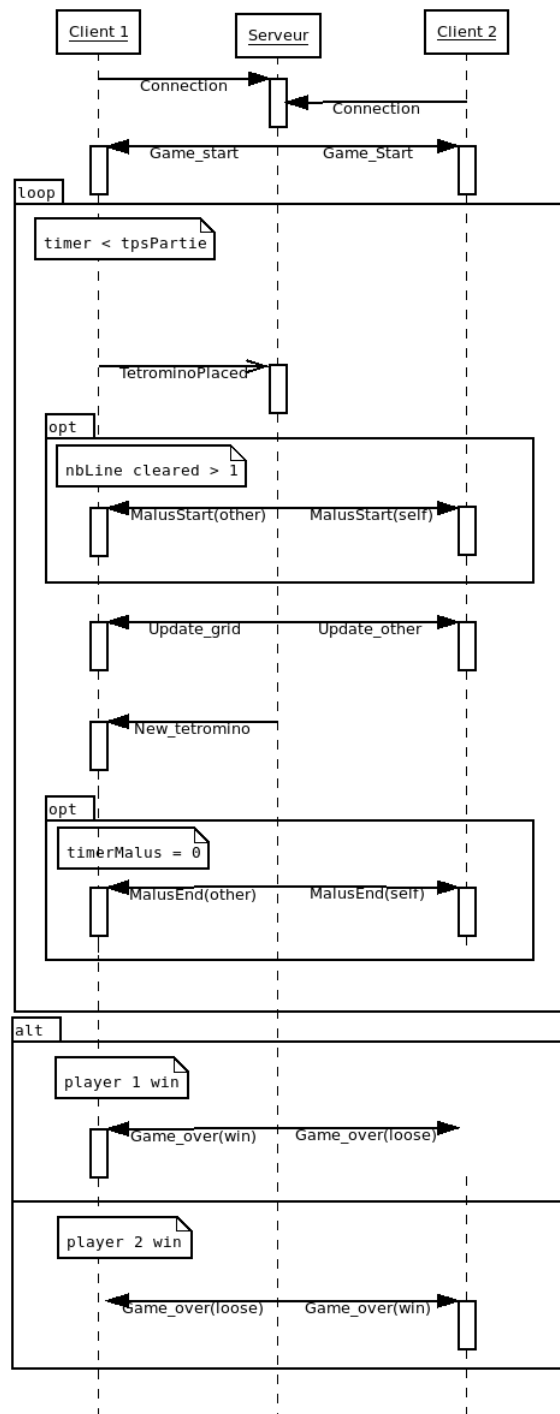 Client 1
Serveur
Client 2
Connection
Connection
Game_start
Game_Start
loop
timer < tpsPartie
TetrominoPlaced
opt
nbLine cleared > 1
MalusStart(other)
MalusStart(self)
Update_grid
Update_other
New_tetromino
opt
timerMalus = 0
MalusEnd(other)
MalusEnd(self)
alt
player 1 win
Game_over(win)
Game_over(loose)
player 2 win
Game_over(loose)
Game_over(win)